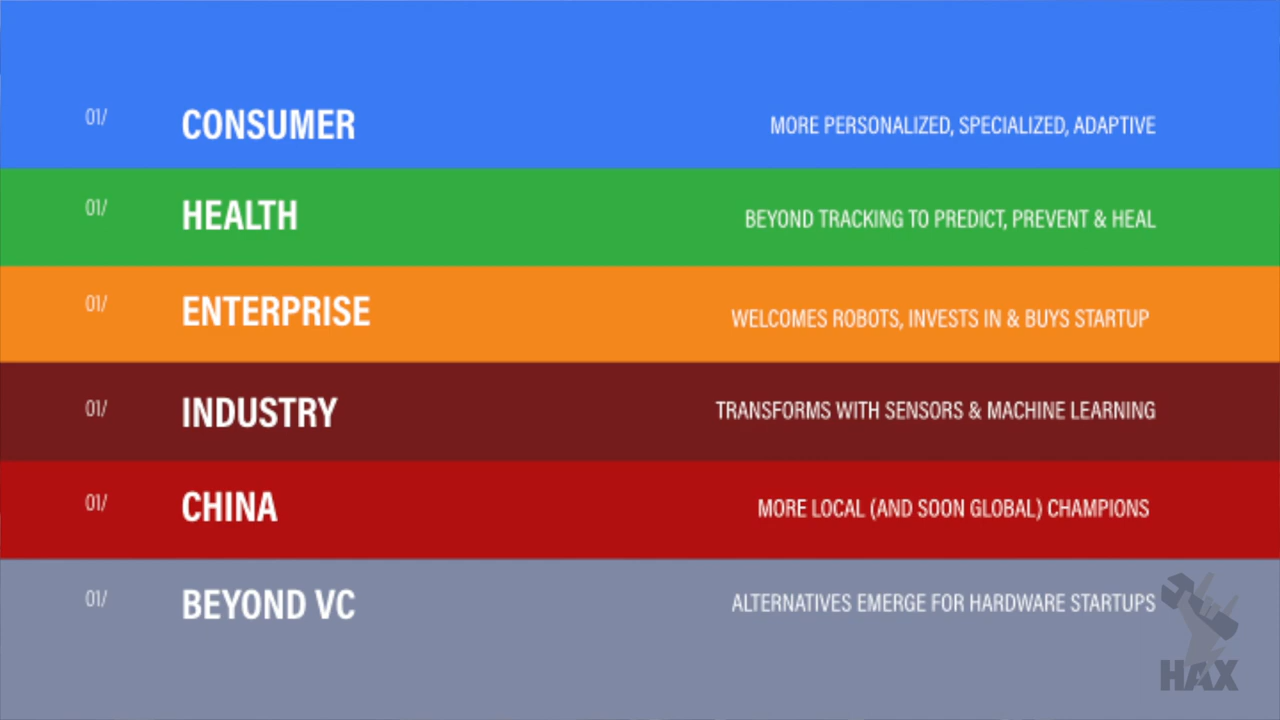 01/ CONSUMER MORE PERSONALIZED, SPECIALIZED, ADAPTIVE
01/ HEALTH BEYOND TRACKING TO PREDICT, PREVENT & HEAL
01/ ENTERPRISE WELCOMES ROBOTS, INVESTS IN & BUYS STARTUP
01/ INDUSTRY TRANSFORMS WITH SENSORS & MACHINE LEARNING
01/ CHINA MORE LOCAL (AND SOON GLOBAL) CHAMPIONS
01/ BEYOND VC ALTERNATIVES EMERGE FOR HARDWARE STARTUPS
HAX